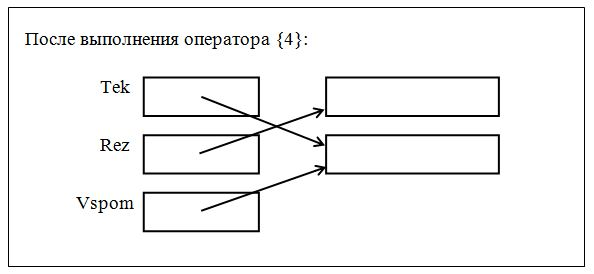 После выполнения оператора {4}:
Tek
Rez
Vspom